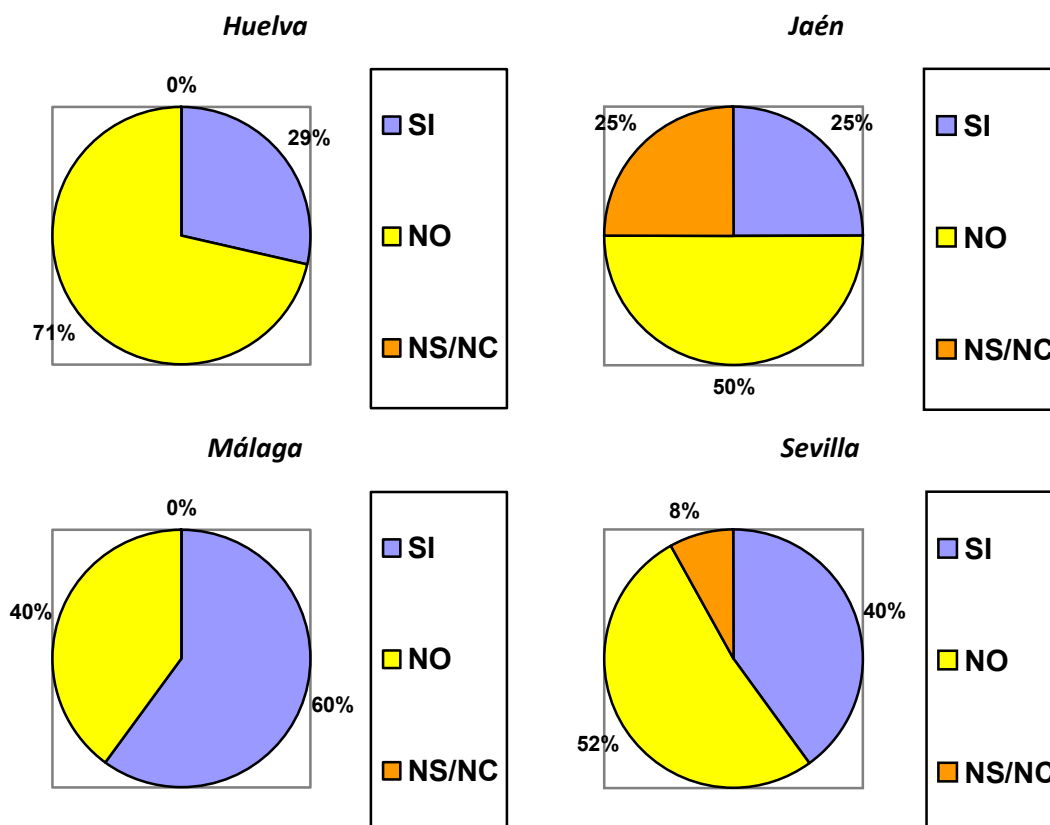 Huelva
0%
29%
71%
SI
NO
NS/NC
Jaén
25%
25%
50%
SI
NO
NS/NC
Málaga
0%
40%
60%
SI
NO
NS/NC
Sevilla
8%
40%
52%
SI
NO
NS/NC